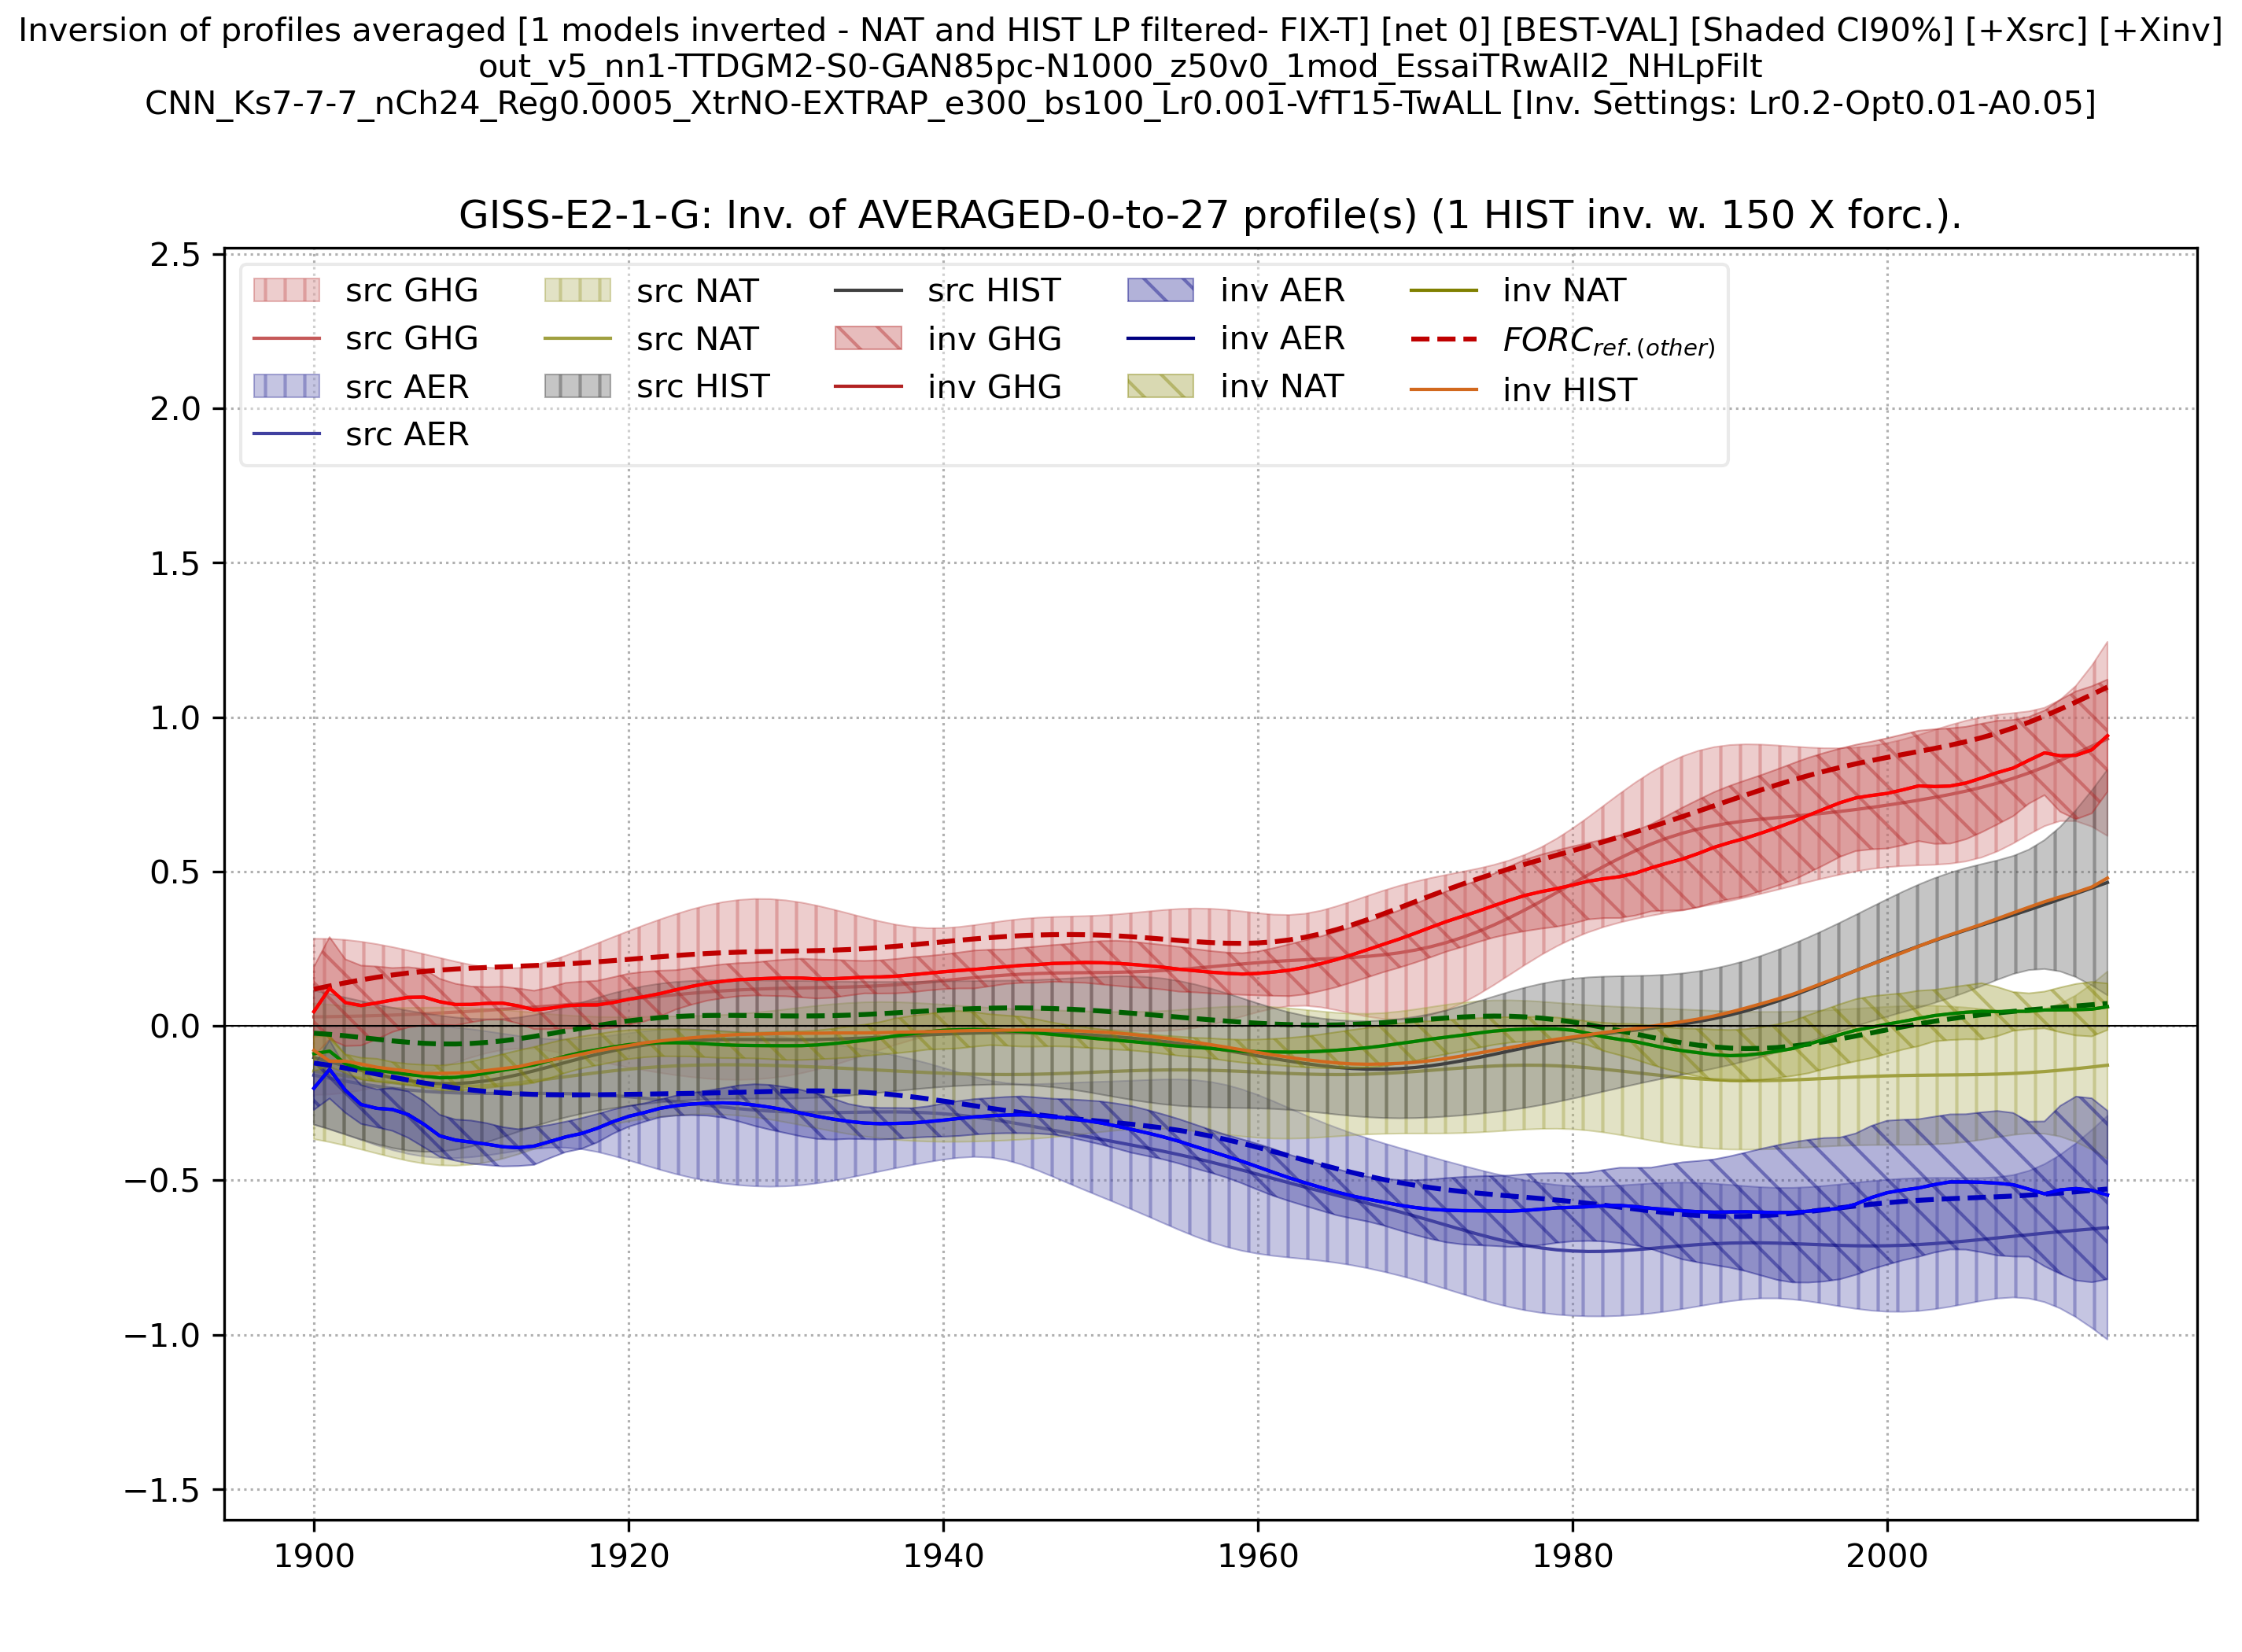 Inversion of profiles averaged [1 models inverted - NAT and HIST LP filtered- FIX-T] [net 0] [BEST-VAL] [Shaded CI90%] [+Xsrc] [+Xinv]
out_v5_nn1-TTDGM2-S0-GAN85pc-N1000_z50v0_1mod_EssaiTRwAll2_NHLpFilt
CNN_Ks7-7-7_nCh24_Reg0.0005_XtrNO-EXTRAP_e300_bs100_Lr0.001-VfT15-TwALL [Inv. Settings: Lr0.2-Opt0.01-A0.05]
GISS-E2-1-G: Inv. of AVERAGED-0-to-27 profile(s) (1 HIST inv. w. 150 X forc.).
src GHG
src GHG
src AER
src AER
src NAT
src NAT
src HIST
src HIST
inv GHG
inv GHG
inv AER
inv AER
inv NAT
inv NAT
FORC_ref.(other)
inv HIST
2.5
2.0
1.5
1.0
0.5
0.0
−0.5
−1.0
−1.5
1900 1920 1940 1960 1980 2000